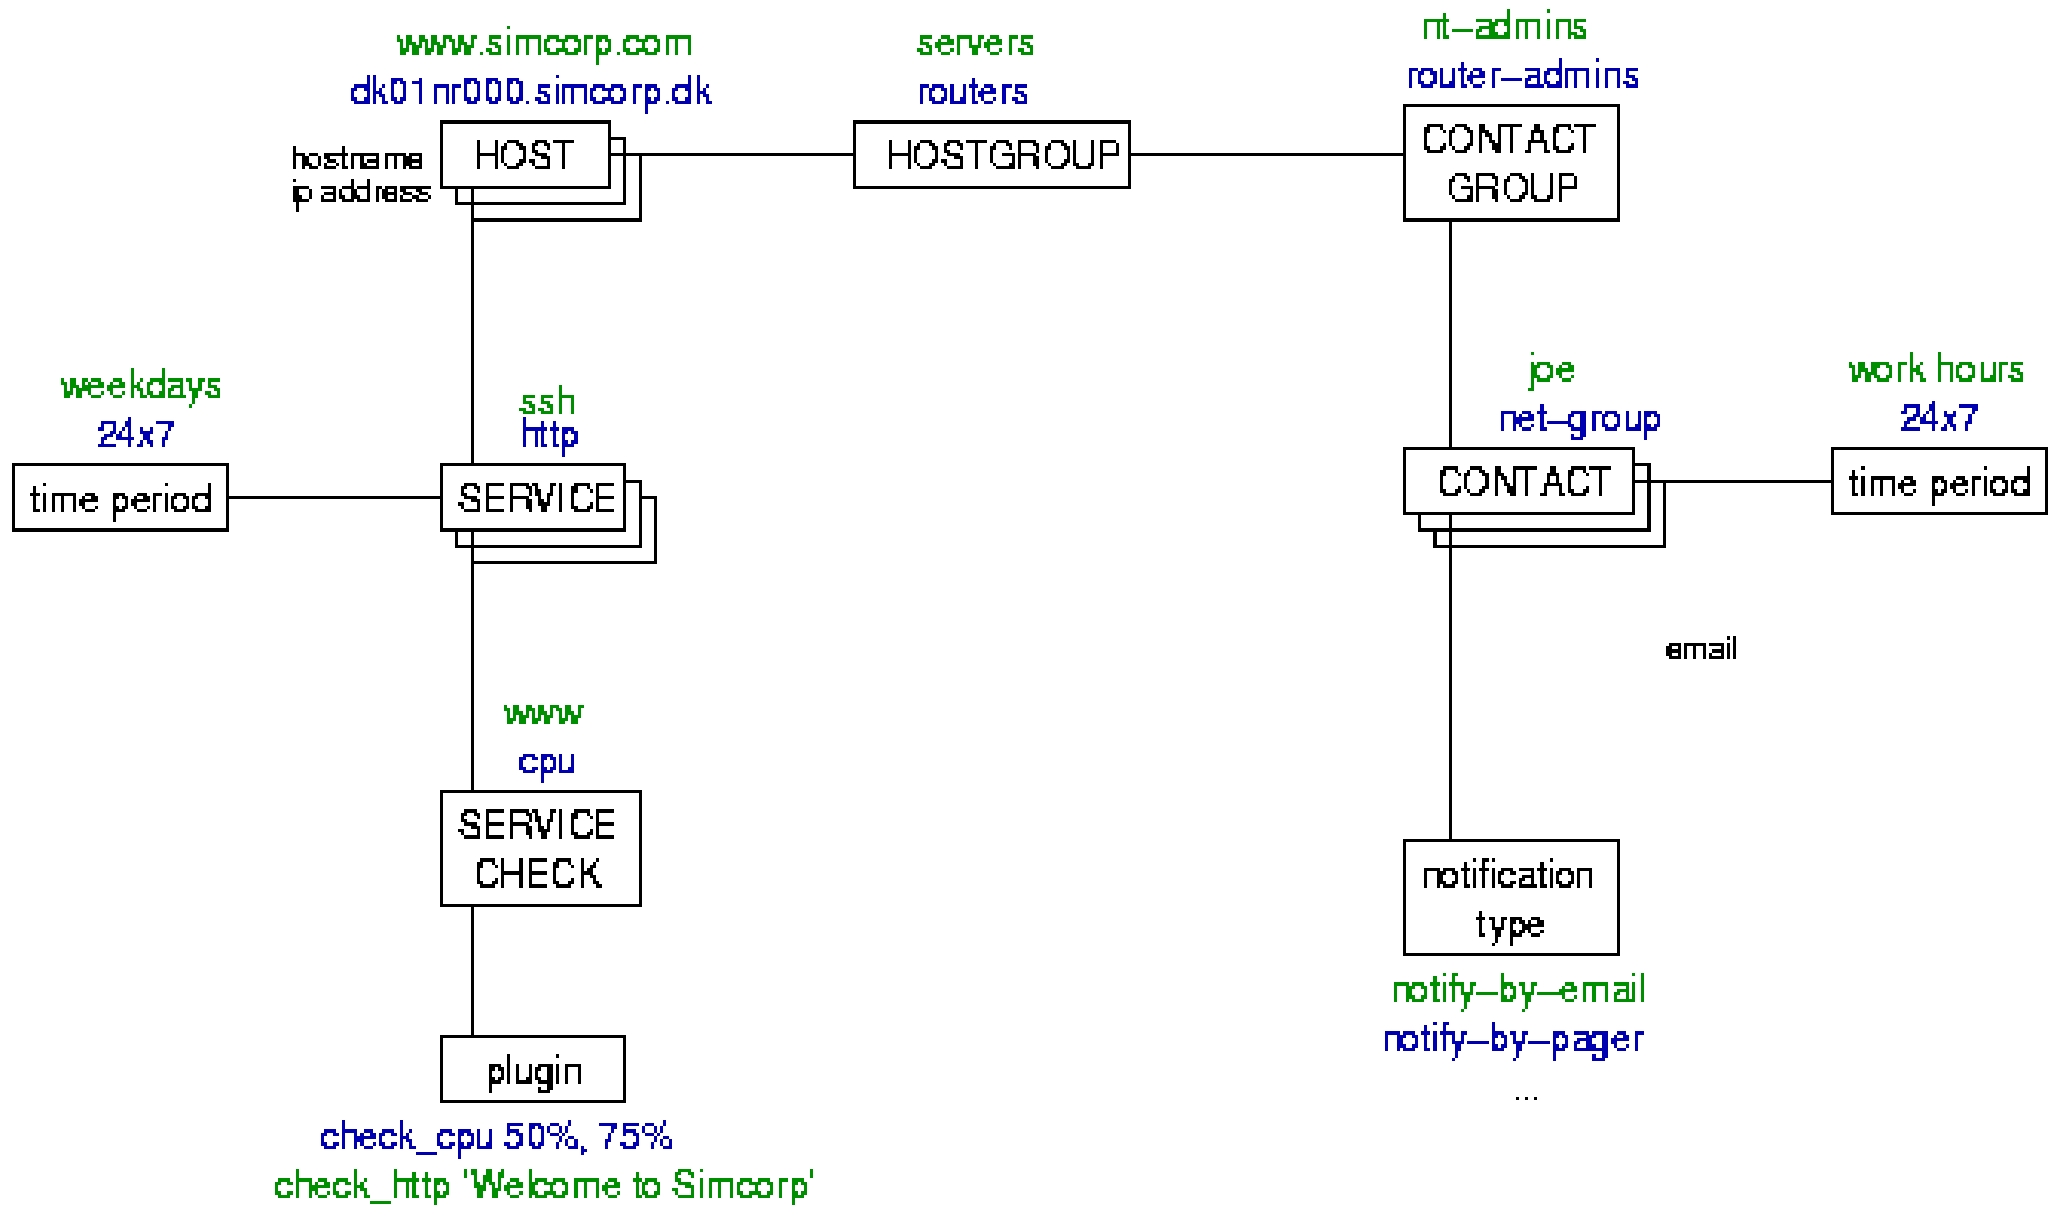 www.simcorp.com
dk01nr000.simcorp.dk
servers
routers
nt-admins
router-admins
hostname
ip address
HOST
HOSTGROUP
CONTACT
GROUP
weekdays
24x7
time period
ssh
http
SERVICE
joe
net-group
CONTACT
work hours
24x7
time period
email
www
cpu
SERVICE
CHECK
notification
type
notify-by-email
notify-by-pager
...
plugin
check_cpu 50%, 75%
check_http 'Welcome to Simcorp'